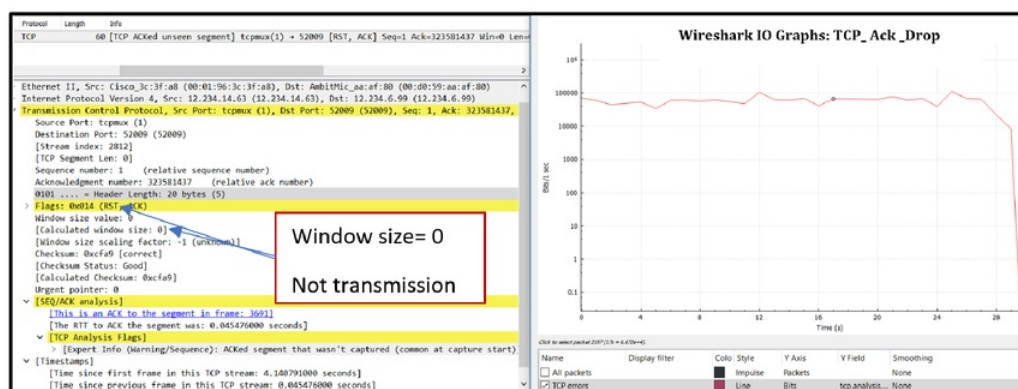 Protocol Length Info
TCP 60 [TCP ACKed unseen segment] tcpmux(1) → 52009 [RST, ACK] Seq=1 Ack=323581437 Win=0 Len=
Ethernet II, Src: Cisco_3c:3f:a8 (00:01:96:3c:3f:a8), Dst: AmbitMic_aa:af:80 (00:d0:59:aa:af:80)
Internet Protocol Version 4, Src: 12.234.14.63 (12.234.14.63), Dst: 12.234.6.99 (12.234.6.99)
Transmission Control Protocol, Src Port: tcpmux (1), Dst Port: 52009 (52009), Seq: 1, Ack: 323581437,
Source Port: tcpmux (1)
Destination Port: 52009 (52009)
[Stream index: 2812]
[TCP Segment Len: 0]
Sequence number: 1 (relative sequence number)
Acknowledgment number: 323581437 (relative ack number)
0101 .... = Header Length: 20 bytes (5)
Flags: 0x014 (RST, ACK)
Window size value: 0
[Calculated window size: 0]
[Window size scaling factor: -1 (unknown)]
Checksum: 0xcfa9 [correct]
[Checksum Status: Good]
[Calculated Checksum: 0xcfa9]
Urgent pointer: 0
[SEQ/ACK analysis]
[This is an ACK to the segment in frame: 3691]
[The RTT to ACK the segment was: 0.045476000 seconds]
[TCP Analysis Flags]
[Expert Info (Warning/Sequence): ACKed segment that wasn't captured (common at capture start)
[Timestamps]
[Time since first frame in this TCP stream: 4.140791000 seconds]
[Time since previous frame in this TCP stream: 0.045476000 seconds]
Window size= 0
Not transmission
Wireshark IO Graphs: TCP_ Ack _Drop
10⁶
100000
10000
1000
100
10
1
0.1
Bits/1 sec
0 4 8 12 16 20 24 28
Time (s)
Click to select packet 2197 (17s = 6.478e+4).
Name Display filter Colo Style Y Axis Y Field Smoothing
All packets Impulse Packets
TCP errors Line Bits tcp.analysis...